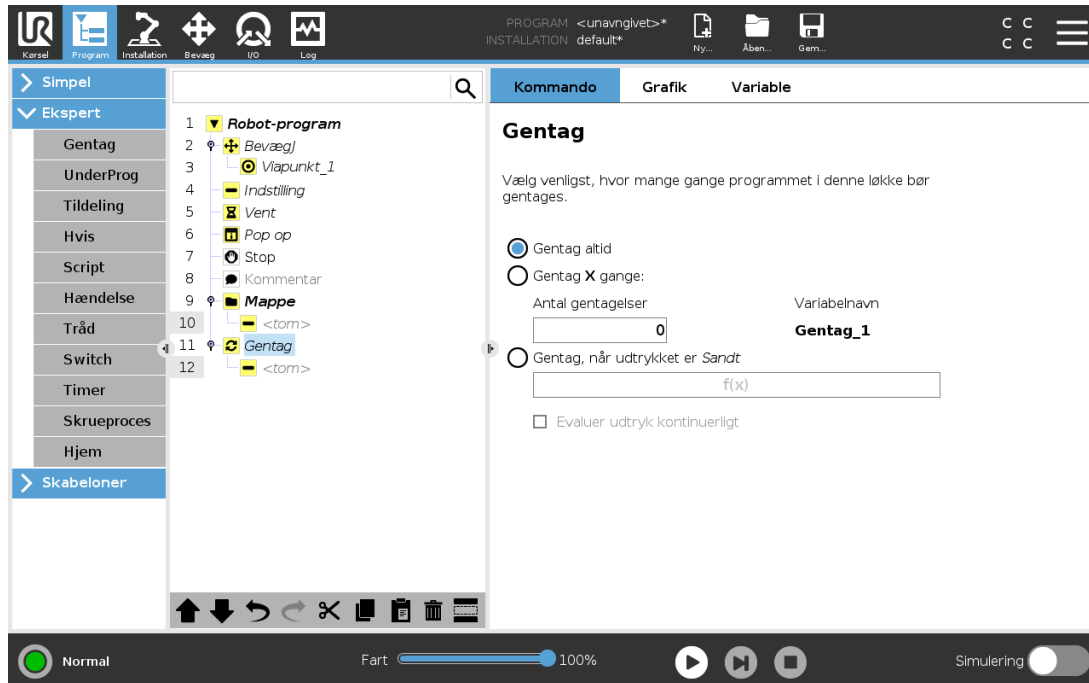 UR
Kørsel
Program
Installation
Bevæg
I/O
Log
PROGRAM <unavngivet>*
INSTALLATION default*
Ny...
Åben...
Gem...
C C
C C
Simpel
Ekspert
Gentag
UnderProg
Tildeling
Hvis
Script
Hændelse
Tråd
Switch
Timer
Skrueproces
Hjem
Skabeloner
1 Robot-program
2 BevægJ
3 Viapunkt_1
4 Indstilling
5 Vent
6 Pop op
7 Stop
8 Kommentar
9 Mappe
10 <tom>
11 Gentag
12 <tom>
Kommando Grafik Variable
Gentag
Vælg venligst, hvor mange gange programmet i denne løkke bør
gentages.
Gentag altid
Gentag X gange:
Antal gentagelser Variabelnavn
0 Gentag_1
Gentag, når udtrykket er Sandt
f(x)
Evaluer udtryk kontinuerligt
Normal
Fart 100%
Simulering